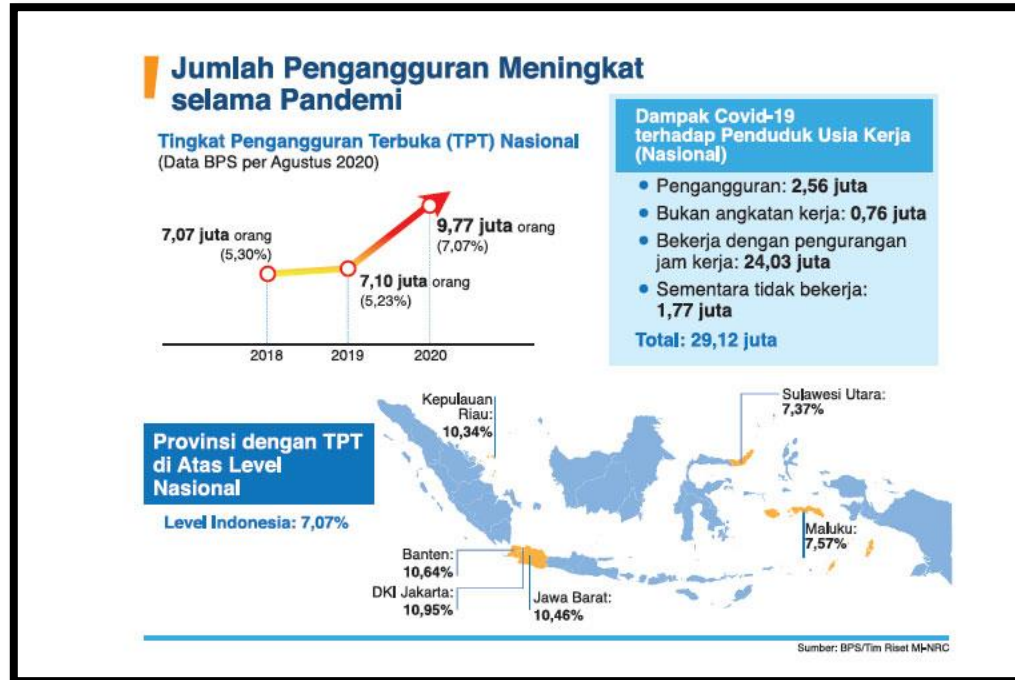 Jumlah Pengangguran Meningkat
selama Pandemi
Tingkat Pengangguran Terbuka (TPT) Nasional
(Data BPS per Agustus 2020)
7,07 juta orang
(5,30%)
7,10 juta orang
(5,23%)
9,77 juta orang
(7,07%)
2018
2019
2020
Dampak Covid-19
terhadap Penduduk Usia Kerja
(Nasional)
• Pengangguran: 2,56 juta
• Bukan angkatan kerja: 0,76 juta
• Bekerja dengan pengurangan
jam kerja: 24,03 juta
• Sementara tidak bekerja:
1,77 juta
Total: 29,12 juta
Provinsi dengan TPT
di Atas Level
Nasional
Level Indonesia: 7,07%
Kepulauan
Riau:
10,34%
Sulawesi Utara:
7,37%
Maluku:
7,57%
Banten:
10,64%
DKI Jakarta:
10,95%
Jawa Barat:
10,46%
Sumber: BPS/Tim Riset MI-NRC